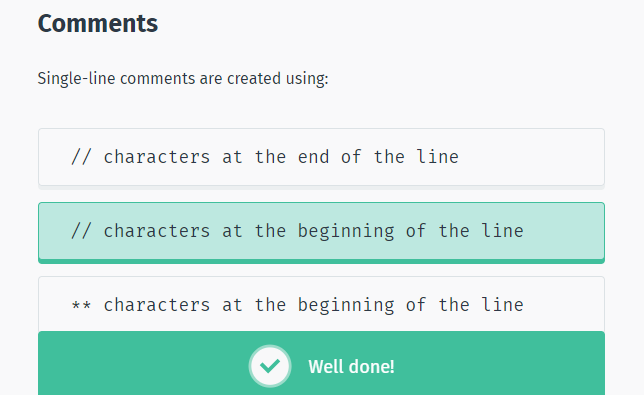 Comments
Single-line comments are created using:
// characters at the end of the line
// characters at the beginning of the line
** characters at the beginning of the line
Well done!